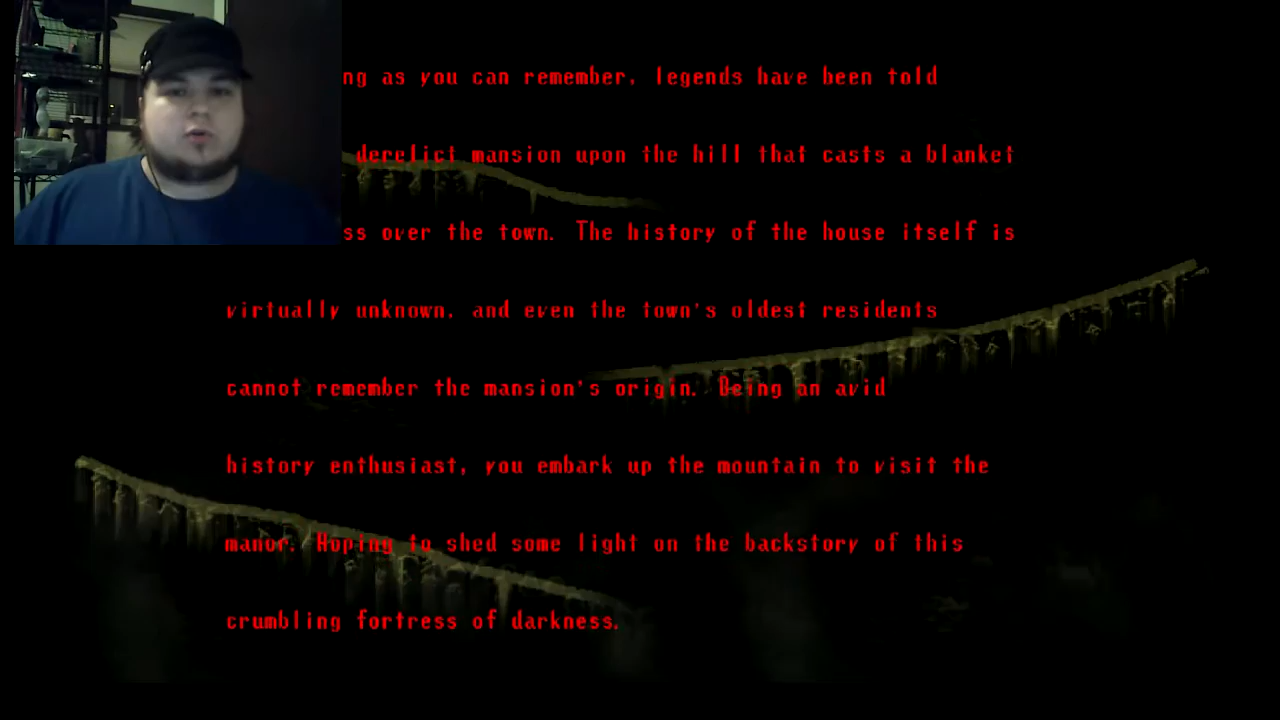 ng as you can remember, legends have been told
derelict mansion upon the hill that casts a blanket
ss over the town. The history of the house itself is
virtually unknown, and even the town's oldest residents
cannot remember the mansion's origin. Being an avid
history enthusiast, you embark up the mountain to visit the
manor. Hoping to shed some light on the backstory of this
crumbling fortress of darkness.